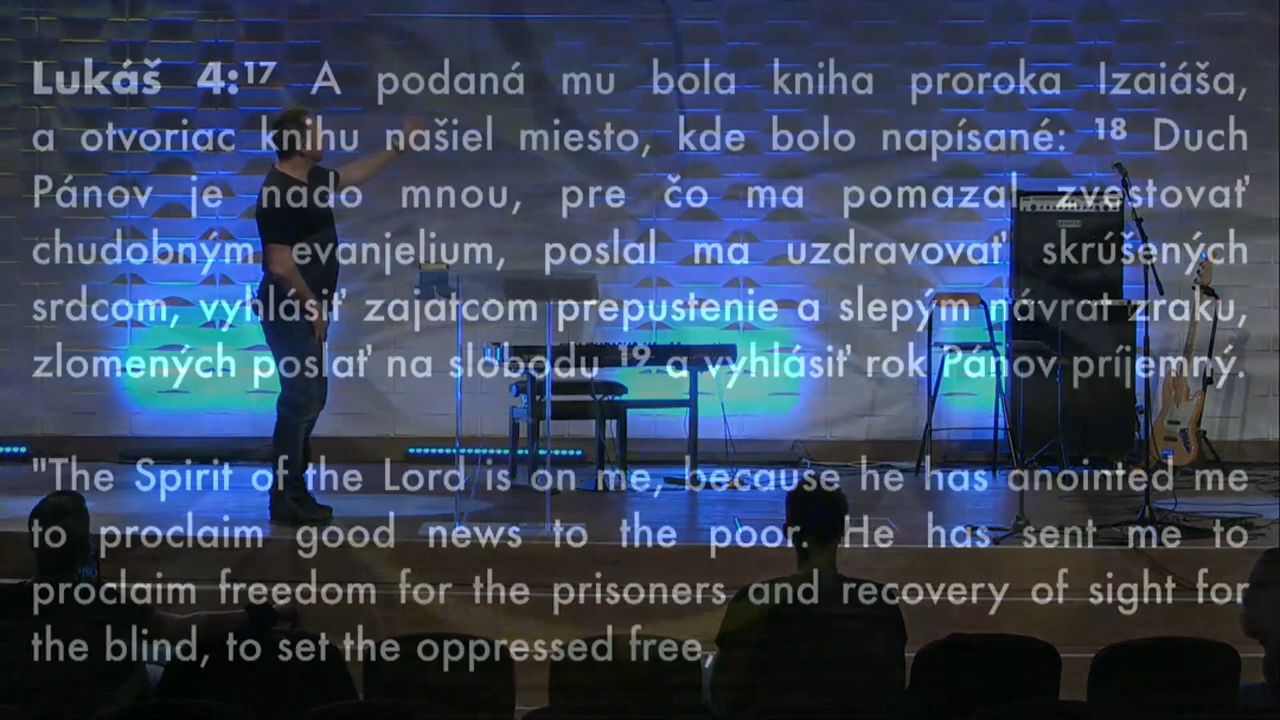 Lukáš 4:¹⁷ A podaná mu bola kniha proroka Izaiáša,
a otvoriac knihu našiel miesto, kde bolo napísané: ¹⁸ Duch
Pánov je nado mnou, pre čo ma pomazal zvestovať
chudobným evanjelium, poslal ma uzdravovať skrúšených
srdcom, vyhlásiť zajatcom prepustenie a slepým návrat zraku,
zlomených poslať na slobodu ¹⁹ a vyhlásiť rok Pánov príjemný.
"The Spirit of the Lord is on me, because he has anointed me
to proclaim good news to the poor. He has sent me to
proclaim freedom for the prisoners and recovery of sight for
the blind, to set the oppressed free